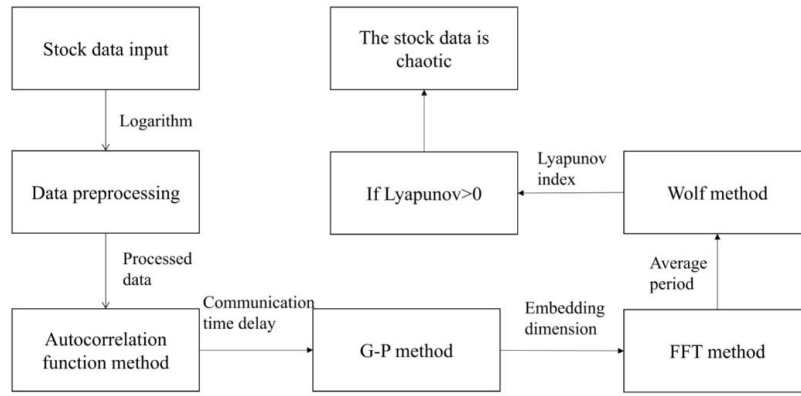 Stock data input
The stock data is
chaotic
Logarithm
Data preprocessing
If Lyapunov>0
Lyapunov
index
Wolf method
Processed
data
Average
period
Communication
time delay
Embedding
dimension
Autocorrelation
function method
G-P method
FFT method